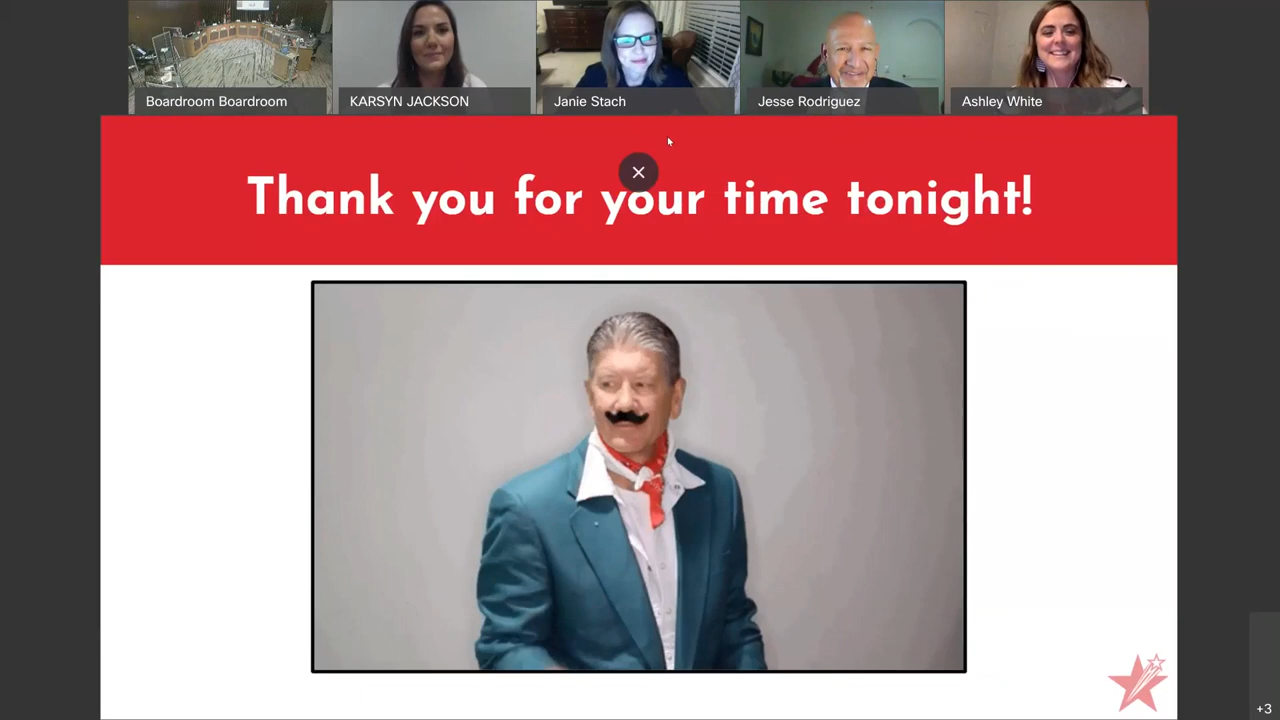 Boardroom Boardroom
KARSYN JACKSON
Janie Stach
Jesse Rodriguez
Ashley White
Thank you for your time tonight!
+3